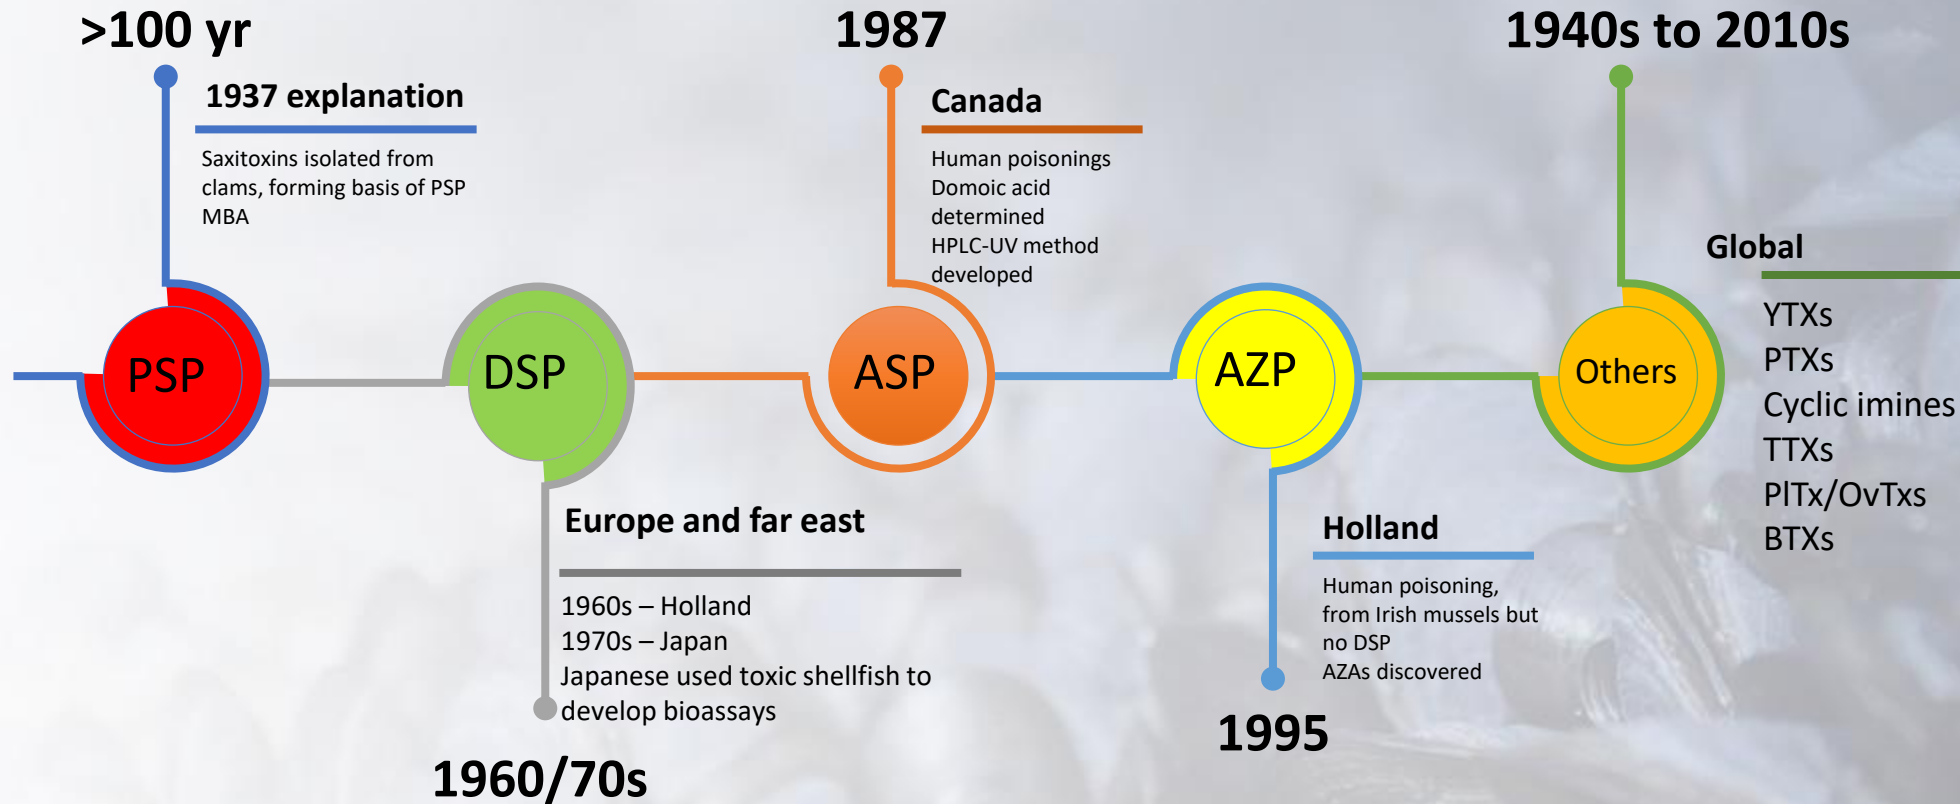 >100 yr
1937 explanation
Saxitoxins isolated from
clams, forming basis of PSP
MBA
PSP
DSP
Europe and far east
1960s – Holland
1970s – Japan
Japanese used toxic shellfish to
develop bioassays
1960/70s
1987
Canada
Human poisonings
Domoic acid
determined
HPLC-UV method
developed
ASP
AZP
Holland
Human poisoning,
from Irish mussels but
no DSP
AZAs discovered
1995
1940s to 2010s
Others
Global
YTXs
PTXs
Cyclic imines
TTXs
PlTx/OvTxs
BTXs